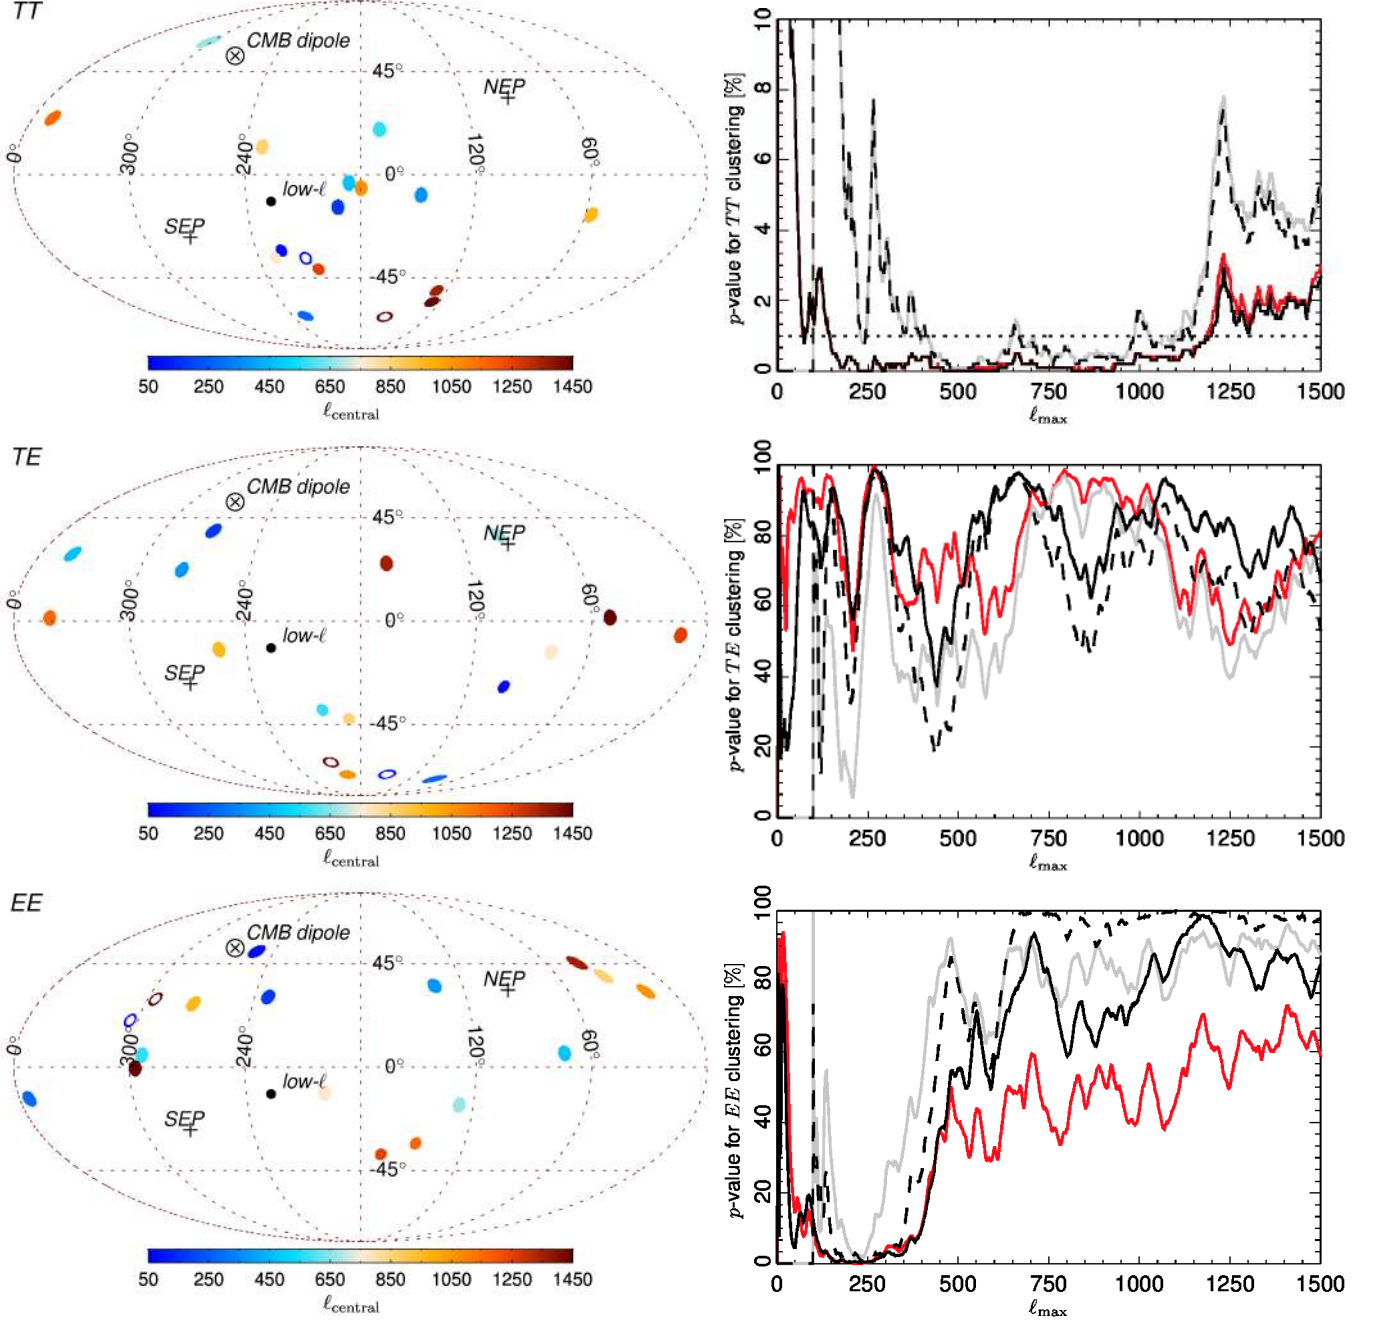 TT
CMB dipole
45°
NEP
0°
300°
240°
120°
60°
0°
low-ℓ
SEP
-45°
50 250 450 650 850 1050 1250 1450
ℓcentral
p-value for TT clustering [%]
10
8
6
4
2
0
0 250 500 750 1000 1250 1500
ℓmax
TE
CMB dipole
45°
NEP
0°
300°
240°
120°
60°
0°
low-ℓ
SEP
-45°
50 250 450 650 850 1050 1250 1450
ℓcentral
p-value for TE clustering [%]
100
80
60
40
20
0
0 250 500 750 1000 1250 1500
ℓmax
EE
CMB dipole
45°
NEP
0°
300°
240°
120°
60°
0°
low-ℓ
SEP
-45°
50 250 450 650 850 1050 1250 1450
ℓcentral
p-value for EE clustering [%]
100
80
60
40
20
0
0 250 500 750 1000 1250 1500
ℓmax